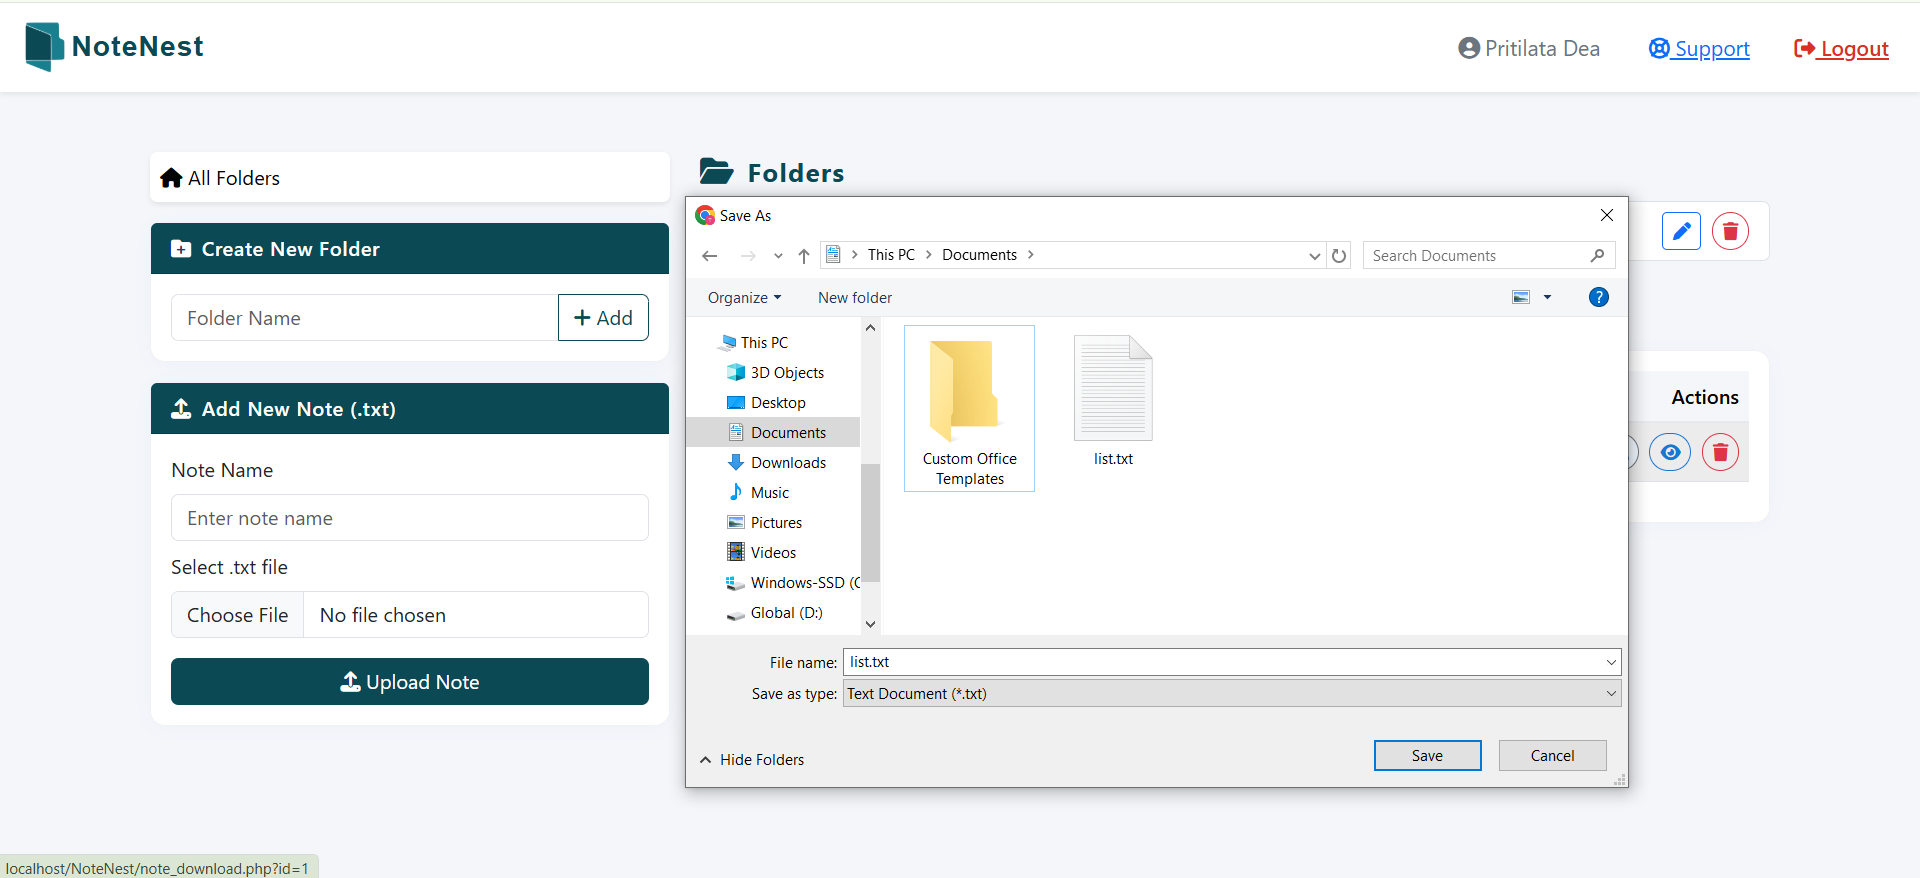 NoteNest
Pritilata Dea
Support
Logout
All Folders
Create New Folder
Folder Name
Add
Add New Note (.txt)
Note Name
Enter note name
Select .txt file
Choose File
No file chosen
Upload Note
Folders
Save As
This PC
Documents
Search Documents
Organize
New folder
?
This PC
3D Objects
Desktop
Documents
Downloads
Music
Pictures
Videos
Windows-SSD (C
Global (D:)
Custom Office
Templates
list.txt
File name:
list.txt
Save as type:
Text Document (*.txt)
Hide Folders
Save
Cancel
Actions
localhost/NoteNest/note_download.php?id=1